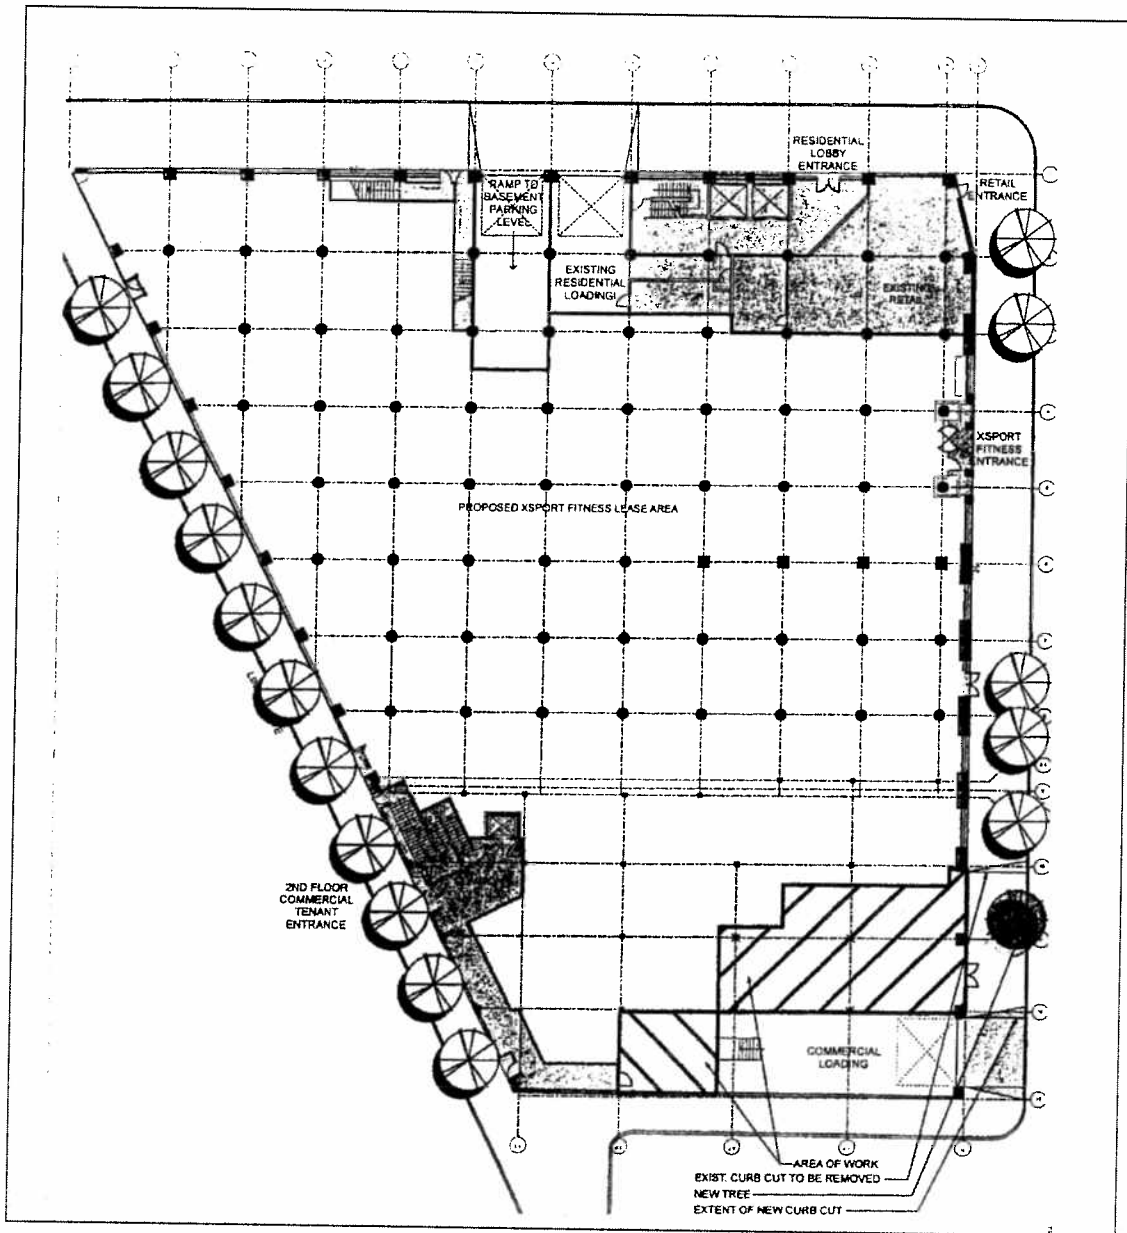 RESIDENTIAL
LOBBY
ENTRANCE
RETAIL
ENTRANCE
RAMP TO
BASEMENT
PARKING
LEVEL
EXISTING
RESIDENTIAL
LOADING
EXISTING
RETAIL
XSPORT
FITNESS
ENTRANCE
PROPOSED XSPORT FITNESS LEASE AREA
2ND FLOOR
COMMERCIAL
TENANT
ENTRANCE
COMMERCIAL
LOADING
AREA OF WORK
EXIST. CURB CUT TO BE REMOVED
NEW TREE
EXTENT OF NEW CURB CUT